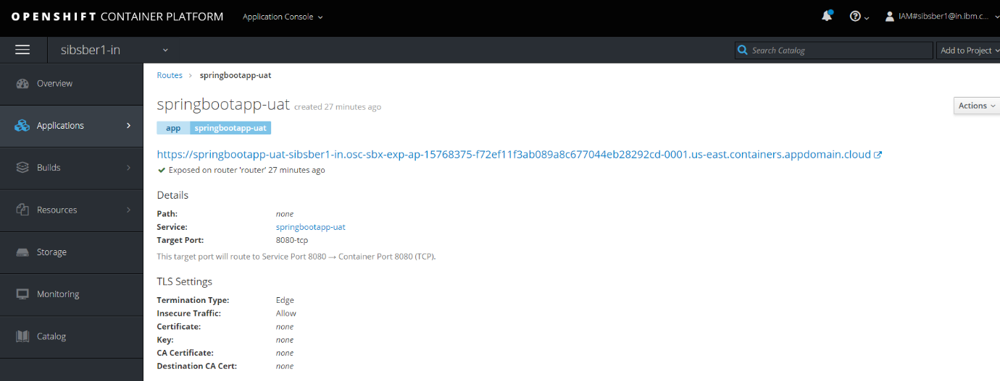 OPENSHIFT CONTAINER PLATFORM Application Console IAM#sibsber1@in.ibm.c...
sibsber1-in Search Catalog Add to Project
Overview
Applications
Builds
Resources
Storage
Monitoring
Catalog
Routes > springbootapp-uat
springbootapp-uat created 27 minutes ago
Actions
app springbootapp-uat
https://springbootapp-uat-sibsber1-in.osc-sbx-exp-ap-15768375-f72ef11f3ab089a8c677044eb28292cd-0001.us-east.containers.appdomain.cloud
Exposed on router 'router' 27 minutes ago
Details
Path: none
Service: springbootapp-uat
Target Port: 8080-tcp
This target port will route to Service Port 8080 → Container Port 8080 (TCP).
TLS Settings
Termination Type: Edge
Insecure Traffic: Allow
Certificate: none
Key: none
CA Certificate: none
Destination CA Cert: none